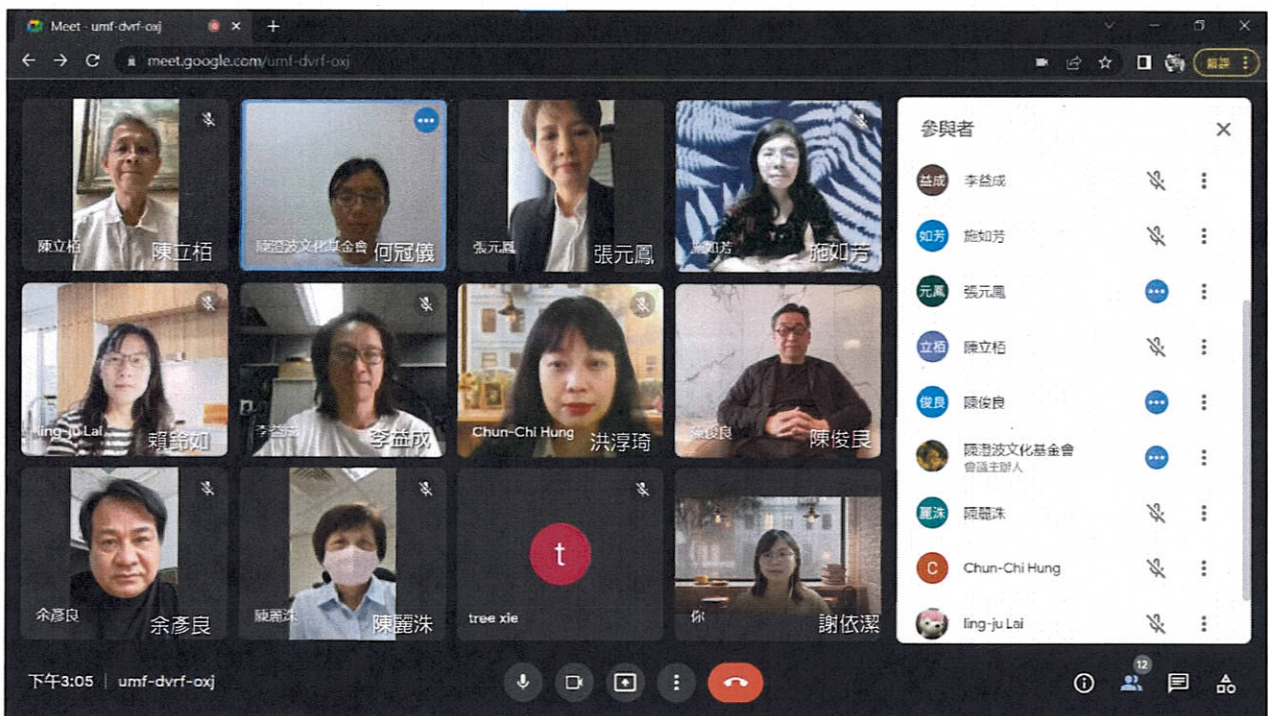 Meet - umf-dvrf-oxj
meet.google.com/umf-dvrf-oxj
陳立栢
陳立栢
陳澄波文化基金會
何冠儀
張元鳳
張元鳳
施如芳
施如芳
ling-ju Lai
賴鈴如
李益成
李益成
Chun-Chi Hung
洪淳琦
陳俊良
陳俊良
余彥良
余彥良
陳麗洙
陳麗洙
t
tree xie
你
謝依潔
參與者
益成 李益成
如芳 施如芳
元鳳 張元鳳
立栢 陳立栢
俊良 陳俊良
陳澄波文化基金會
會議主辦人
麗洙 陳麗洙
C Chun-Chi Hung
ling-ju Lai
下午3:05 | umf-dvrf-oxj
12